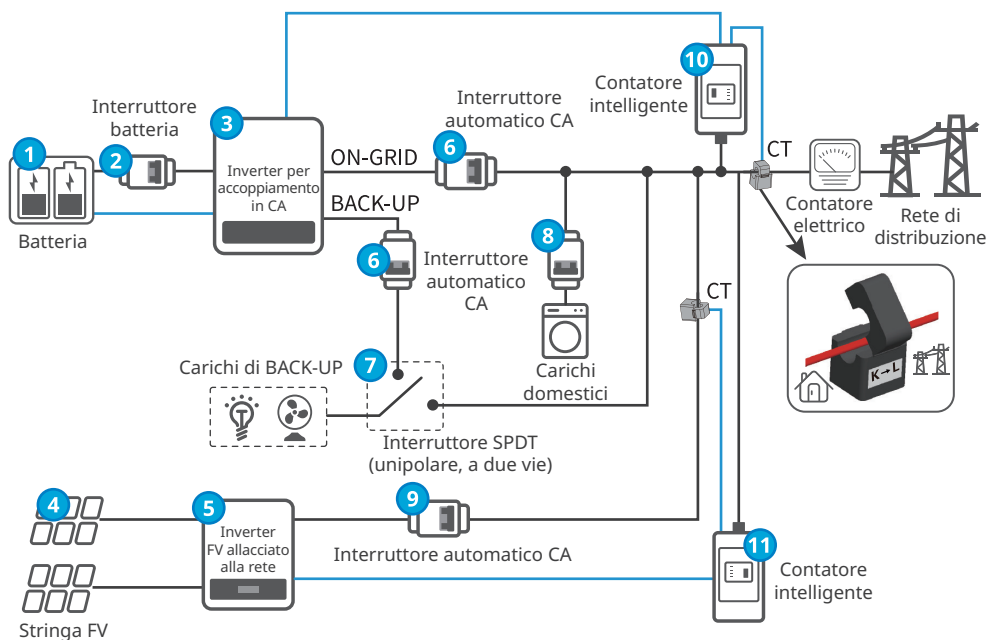 10
Contatore
intelligente
Interruttore
batteria
Interruttore
automatico CA
1
2
3
6
ON-GRID
CT
Inverter per
accoppiamento
in CA
BACK-UP
Batteria
Contatore
elettrico
Rete di
distribuzione
6
Interruttore
automatico
CA
8
CT
Carichi
domestici
K→L
Carichi di BACK-UP
7
Interruttore SPDT
(unipolare, a due vie)
4
5
9
Inverter
FV allacciato
alla rete
Interruttore automatico CA
11
Contatore
intelligente
Stringa FV